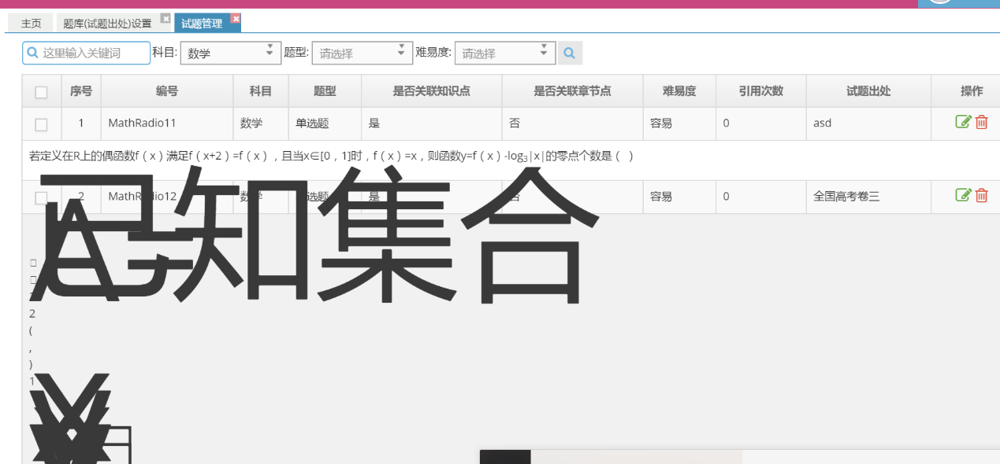 主页 题库(试题出处)设置 试题管理
这里输入关键词 科目: 数学 题型: 请选择 难易度: 请选择
序号 编号 科目 题型 是否关联知识点 是否关联章节点 难易度 引用次数 试题出处 操作
1 MathRadio11 数学 单选题 是 否 容易 0 asd
若定义在R上的偶函数f(x)满足f(x+2)=f(x),且当x∈[0,1]时,f(x)=x,则函数y=f(x)-log₃|x|的零点个数是( )
2 MathRadio12 数学 是 否 容易 0 全国高考卷三
已知集合
A=
2
(
,
)
1